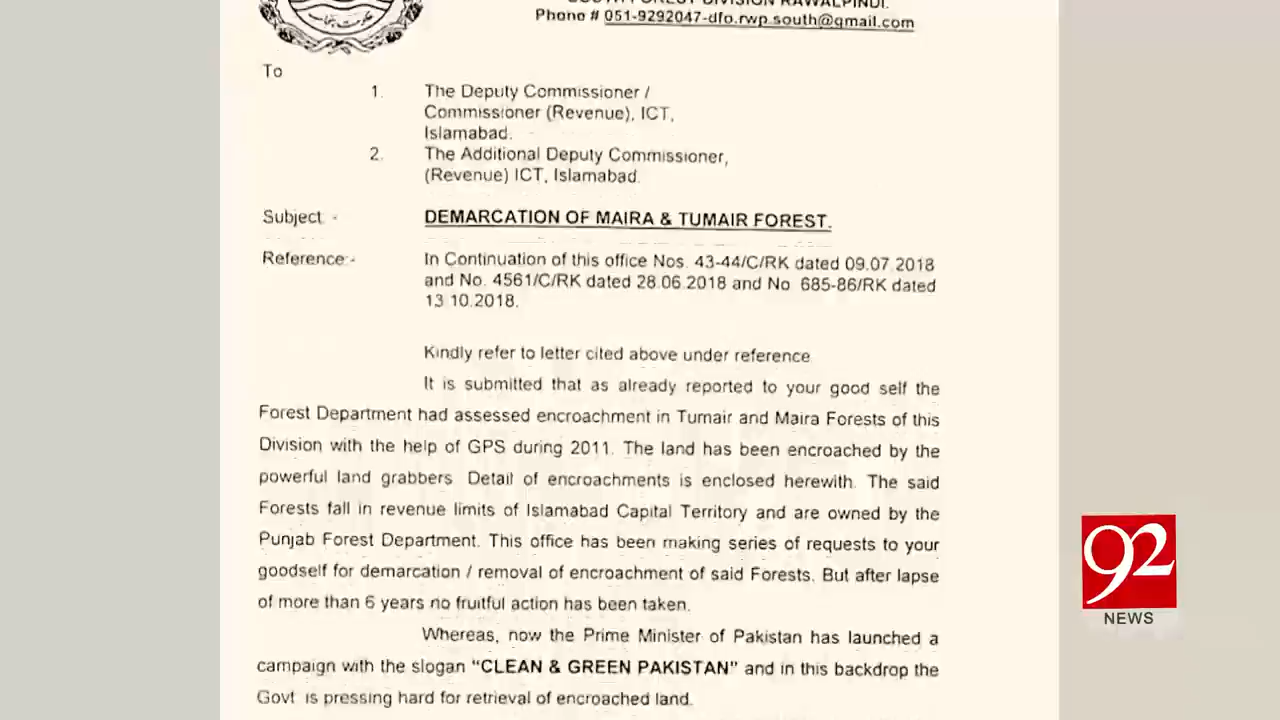 SOUTH FOREST DIVISION RAWALPINDI.
Phone # 051-9292047-dfo.rwp.south@gmail.com
To
1. The Deputy Commissioner /
Commissioner (Revenue), ICT,
Islamabad.
2. The Additional Deputy Commissioner,
(Revenue) ICT, Islamabad.
Subject :- DEMARCATION OF MAIRA & TUMAIR FOREST.
Reference:- In Continuation of this office Nos. 43-44/C/RK dated 09.07.2018
and No. 4561/C/RK dated 28.06.2018 and No 685-86/RK dated
13.10.2018.
Kindly refer to letter cited above under reference
It is submitted that as already reported to your good self the
Forest Department had assessed encroachment in Tumair and Maira Forests of this
Division with the help of GPS during 2011. The land has been encroached by the
powerful land grabbers Detail of encroachments is enclosed herewith. The said
Forests fall in revenue limits of Islamabad Capital Territory and are owned by the
Punjab Forest Department. This office has been making series of requests to your
goodself for demarcation / removal of encroachment of said Forests. But after lapse
of more than 6 years no fruitful action has been taken.
Whereas, now the Prime Minister of Pakistan has launched a
campaign with the slogan "CLEAN & GREEN PAKISTAN" and in this backdrop the
Govt is pressing hard for retrieval of encroached land.
92
NEWS